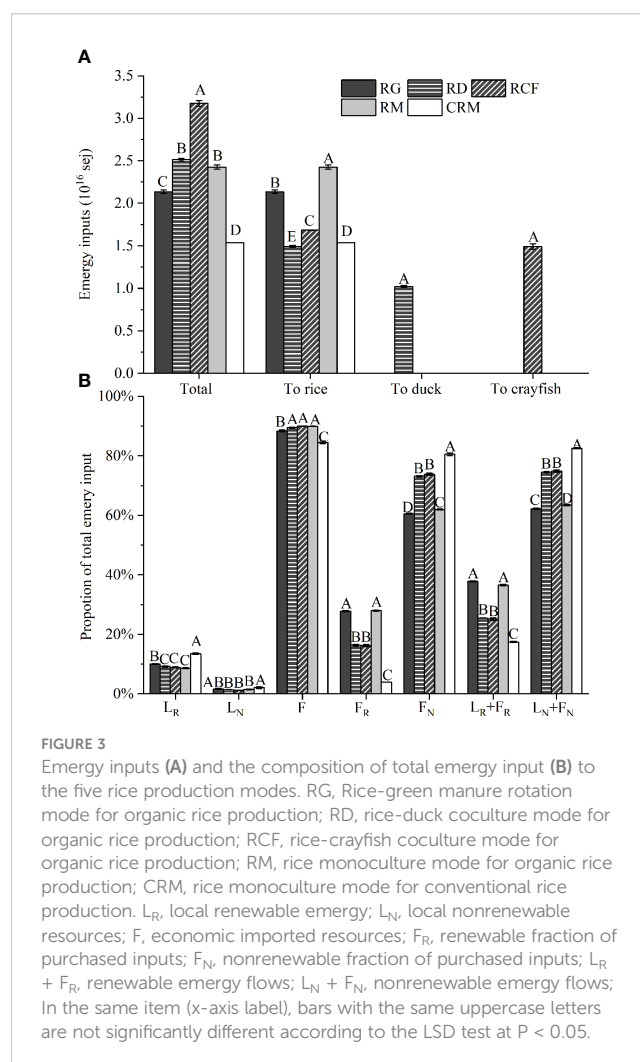 A
3.5
3.0
2.5
2.0
1.5
1.0
0.5
0.0
Emergy inputs (10¹⁶ sej)
RG RD RCF
RM CRM
C B A B D
B E C A D
A
A
Total To rice To duck To crayfish
B
100%
80%
60%
40%
20%
0%
Propotion of total emery input
B C C C A
AB B B B A
B A A A C
A B B A C
D B B C A
A B B A C
C B B D A
L_R L_N F F_R F_N L_R+F_R L_N+F_N
FIGURE 3
Emergy inputs (A) and the composition of total emergy input (B) to
the five rice production modes. RG, Rice-green manure rotation
mode for organic rice production; RD, rice-duck coculture mode for
organic rice production; RCF, rice-crayfish coculture mode for
organic rice production; RM, rice monoculture mode for organic rice
production; CRM, rice monoculture mode for conventional rice
production. L_R, local renewable emergy; L_N, local nonrenewable
resources; F, economic imported resources; F_R, renewable fraction of
purchased inputs; F_N, nonrenewable fraction of purchased inputs; L_R
+ F_R, renewable emergy flows; L_N + F_N, nonrenewable emergy flows;
In the same item (x-axis label), bars with the same uppercase letters
are not significantly different according to the LSD test at P < 0.05.